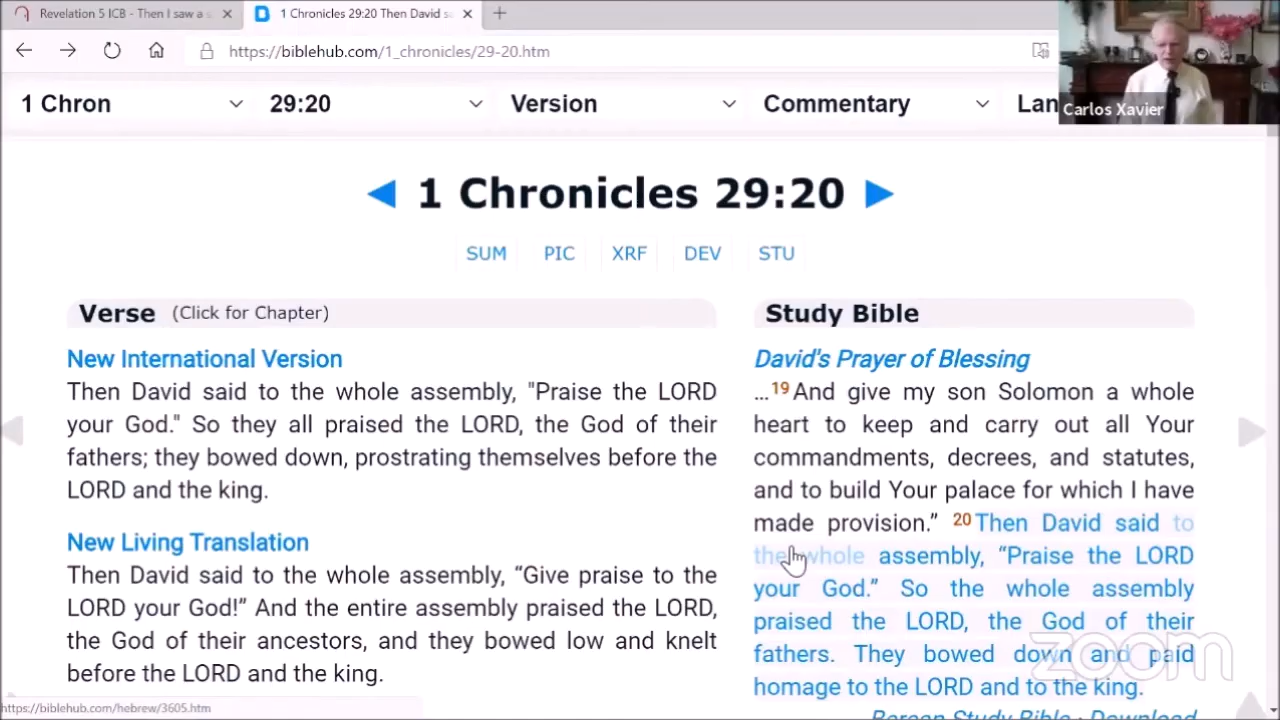 Revelation 5 ICB - Then I saw a s
1 Chronicles 29:20 Then David s
https://biblehub.com/1_chronicles/29-20.htm
Carlos Xavier
1 Chron
29:20
Version
Commentary
Lan
1 Chronicles 29:20
SUM PIC XRF DEV STU
Verse (Click for Chapter)
New International Version
Then David said to the whole assembly, "Praise the LORD
your God." So they all praised the LORD, the God of their
fathers; they bowed down, prostrating themselves before the
LORD and the king.
New Living Translation
Then David said to the whole assembly, “Give praise to the
LORD your God!” And the entire assembly praised the LORD,
the God of their ancestors, and they bowed low and knelt
before the LORD and the king.
Study Bible
David's Prayer of Blessing
...19And give my son Solomon a whole
heart to keep and carry out all Your
commandments, decrees, and statutes,
and to build Your palace for which I have
made provision.” 20Then David said to
the whole assembly, “Praise the LORD
your God.” So the whole assembly
praised the LORD, the God of their
fathers. They bowed down and paid
homage to the LORD and to the king.
Berean Study Bible · Download
zoom
https://biblehub.com/hebrew/3605.htm